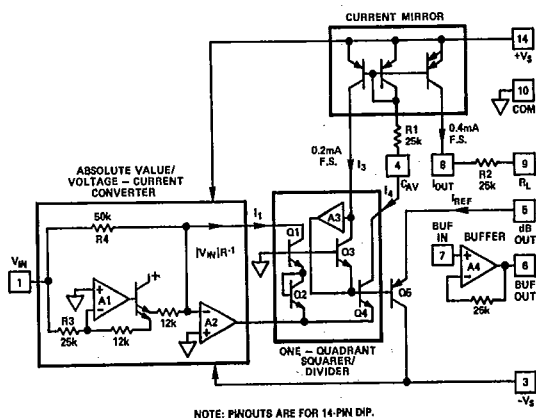 CURRENT MIRROR
14
+VS
10
COM
R1
25k
0.2mA
F.S.
0.4mA
F.S.
I3
4
CAV
I4
8
IOUT
R2
25k
9
RL
ABSOLUTE VALUE/
VOLTAGE – CURRENT
CONVERTER
IREF
5
dB
OUT
50k
R4
I1
|VIN|R-1
A3
Q1
Q3
BUF
IN
BUFFER
7
+
A4
–
6
BUF
OUT
25k
VIN
1
+
A1
–
+
12k
Q2
Q5
Q4
R3
25k
12k
–
A2
+
ONE – QUADRANT
SQUARER/
DIVIDER
3
–VS
NOTE: PINOUTS ARE FOR 14-PIN DIP.